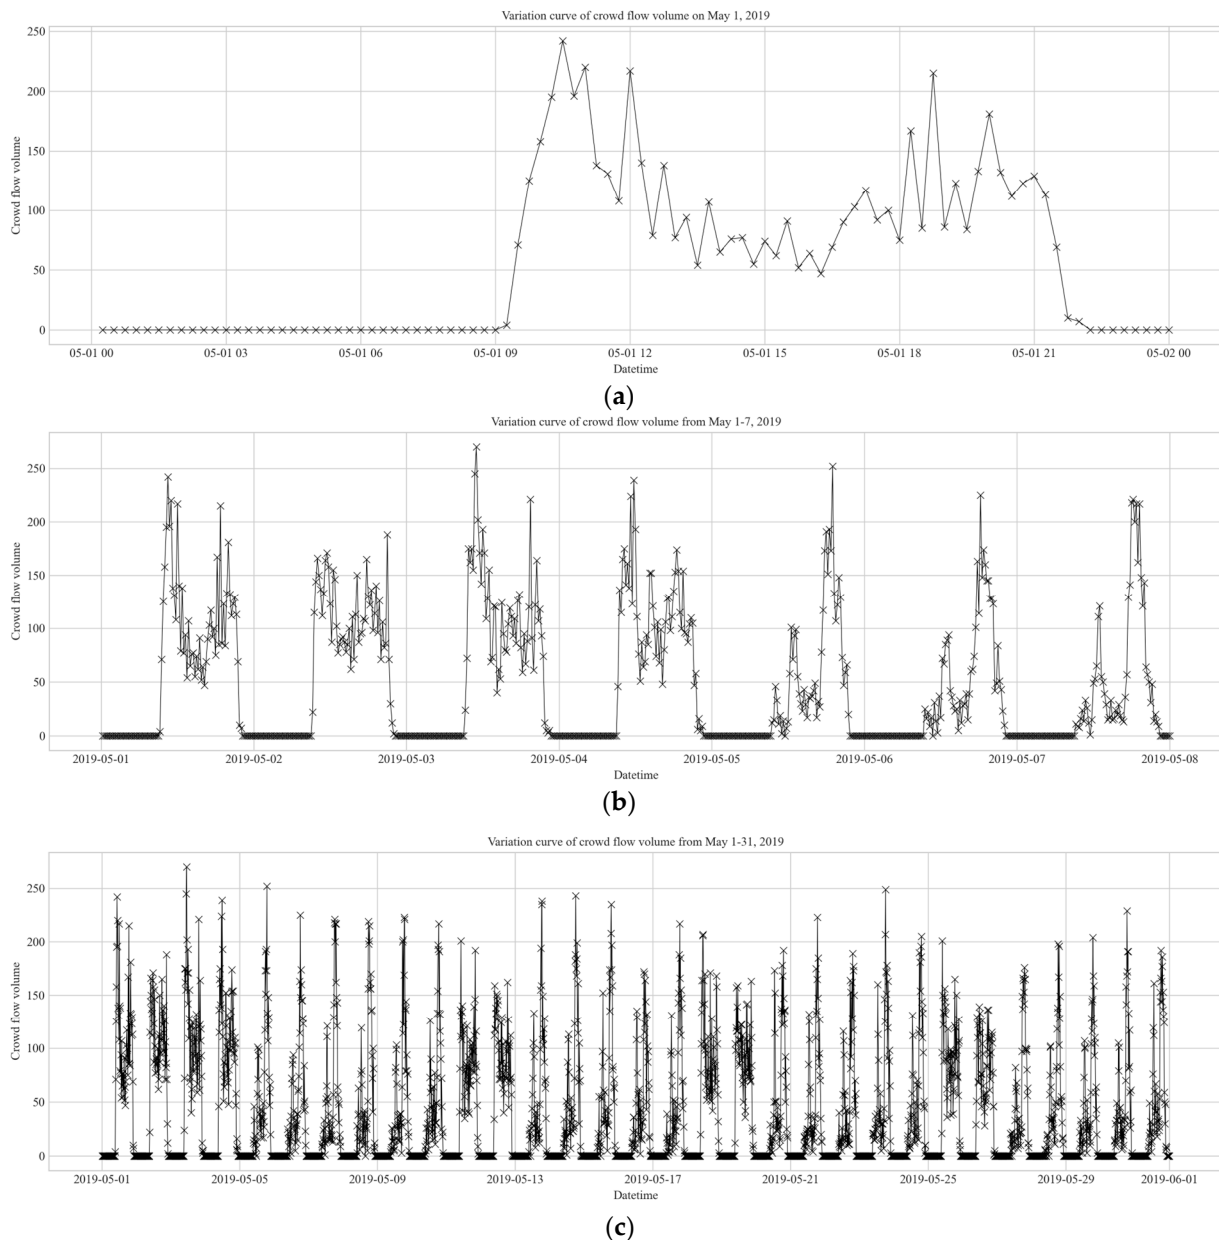 Variation curve of crowd flow volume on May 1, 2019
250
200
150
100
50
0
Crowd flow volume
05-01 00 05-01 03 05-01 06 05-01 09 05-01 12 05-01 15 05-01 18 05-01 21 05-02 00
Datetime
(a)
Variation curve of crowd flow volume from May 1-7, 2019
250
200
150
100
50
0
Crowd flow volume
2019-05-01 2019-05-02 2019-05-03 2019-05-04 2019-05-05 2019-05-06 2019-05-07 2019-05-08
Datetime
(b)
Variation curve of crowd flow volume from May 1-31, 2019
250
200
150
100
50
0
Crowd flow volume
2019-05-01 2019-05-05 2019-05-09 2019-05-13 2019-05-17 2019-05-21 2019-05-25 2019-05-29 2019-06-01
Datetime
(c)